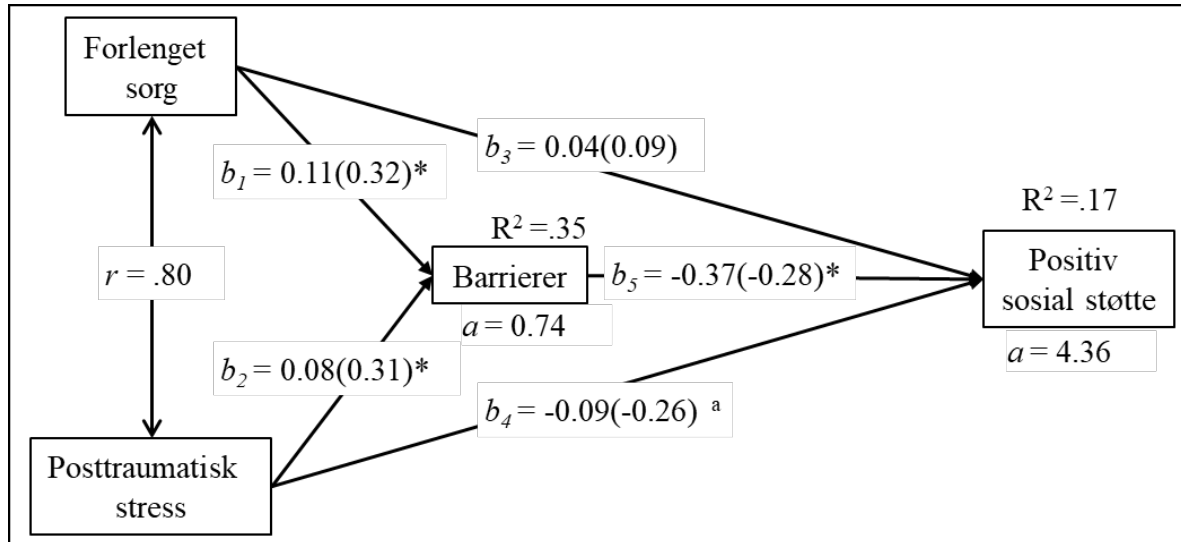 Forlenget
sorg
b₃ = 0.04(0.09)
b₁ = 0.11(0.32)*
R² =.17
R² =.35
r = .80
Barrierer
b₅ = -0.37(-0.28)*
Positiv
sosial støtte
a = 0.74
a = 4.36
b₂ = 0.08(0.31)*
b₄ = -0.09(-0.26) ᵃ
Posttraumatisk
stress